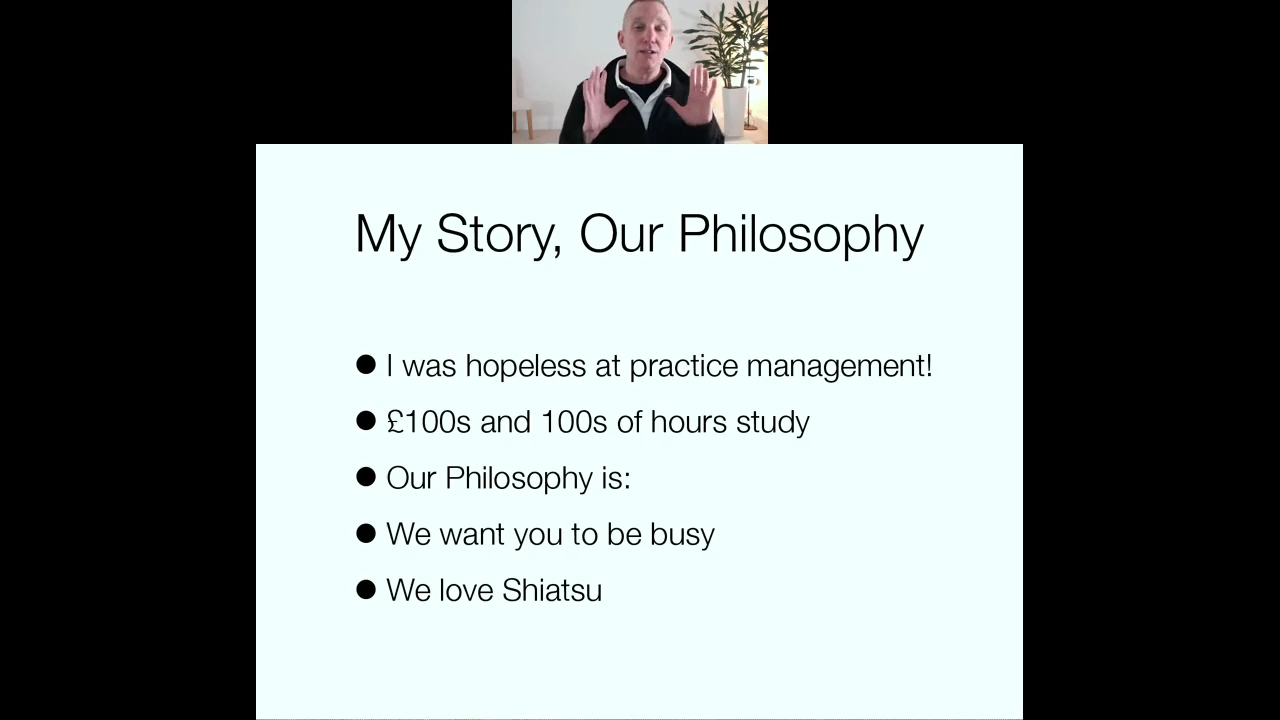 My Story, Our Philosophy
● I was hopeless at practice management!
● £100s and 100s of hours study
● Our Philosophy is:
● We want you to be busy
● We love Shiatsu